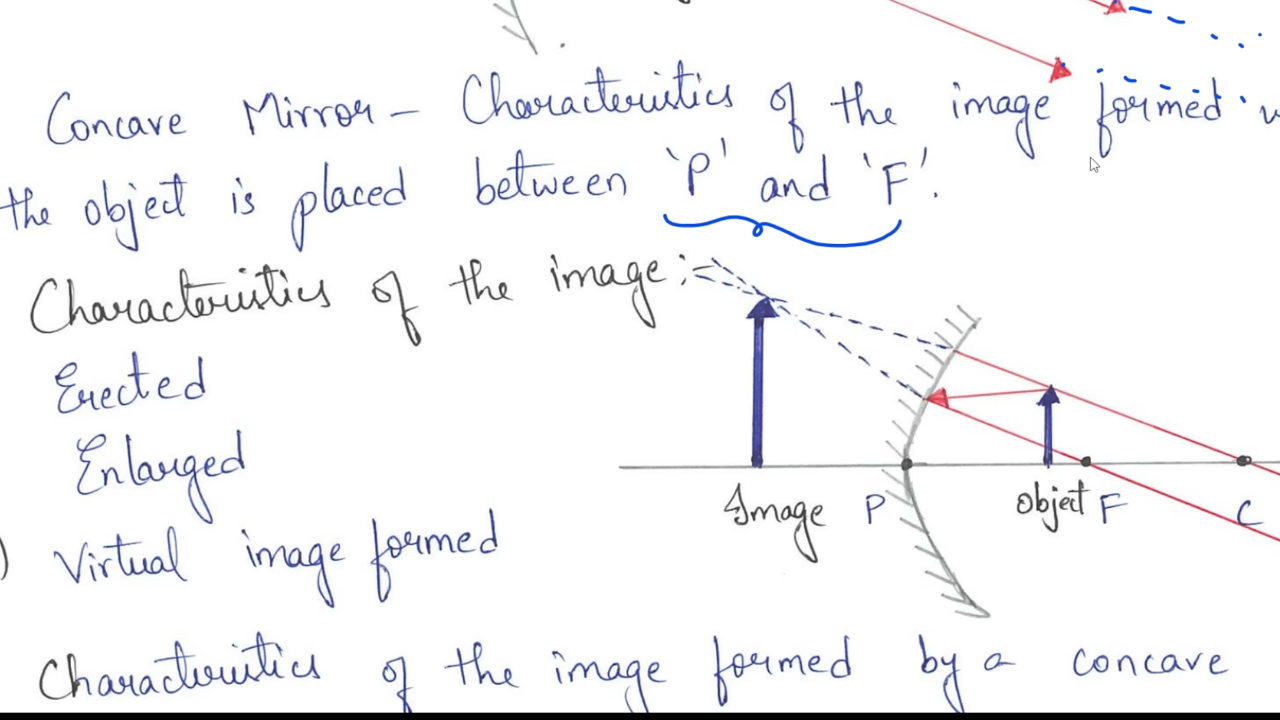 Concave Mirror - Characteristics of the image formed
the object is placed between 'P' and 'F'.
Characteristics of the image :-
Erected
Enlarged
) Virtual image formed
Image P Object F C
Characteristics of the image formed by a concave